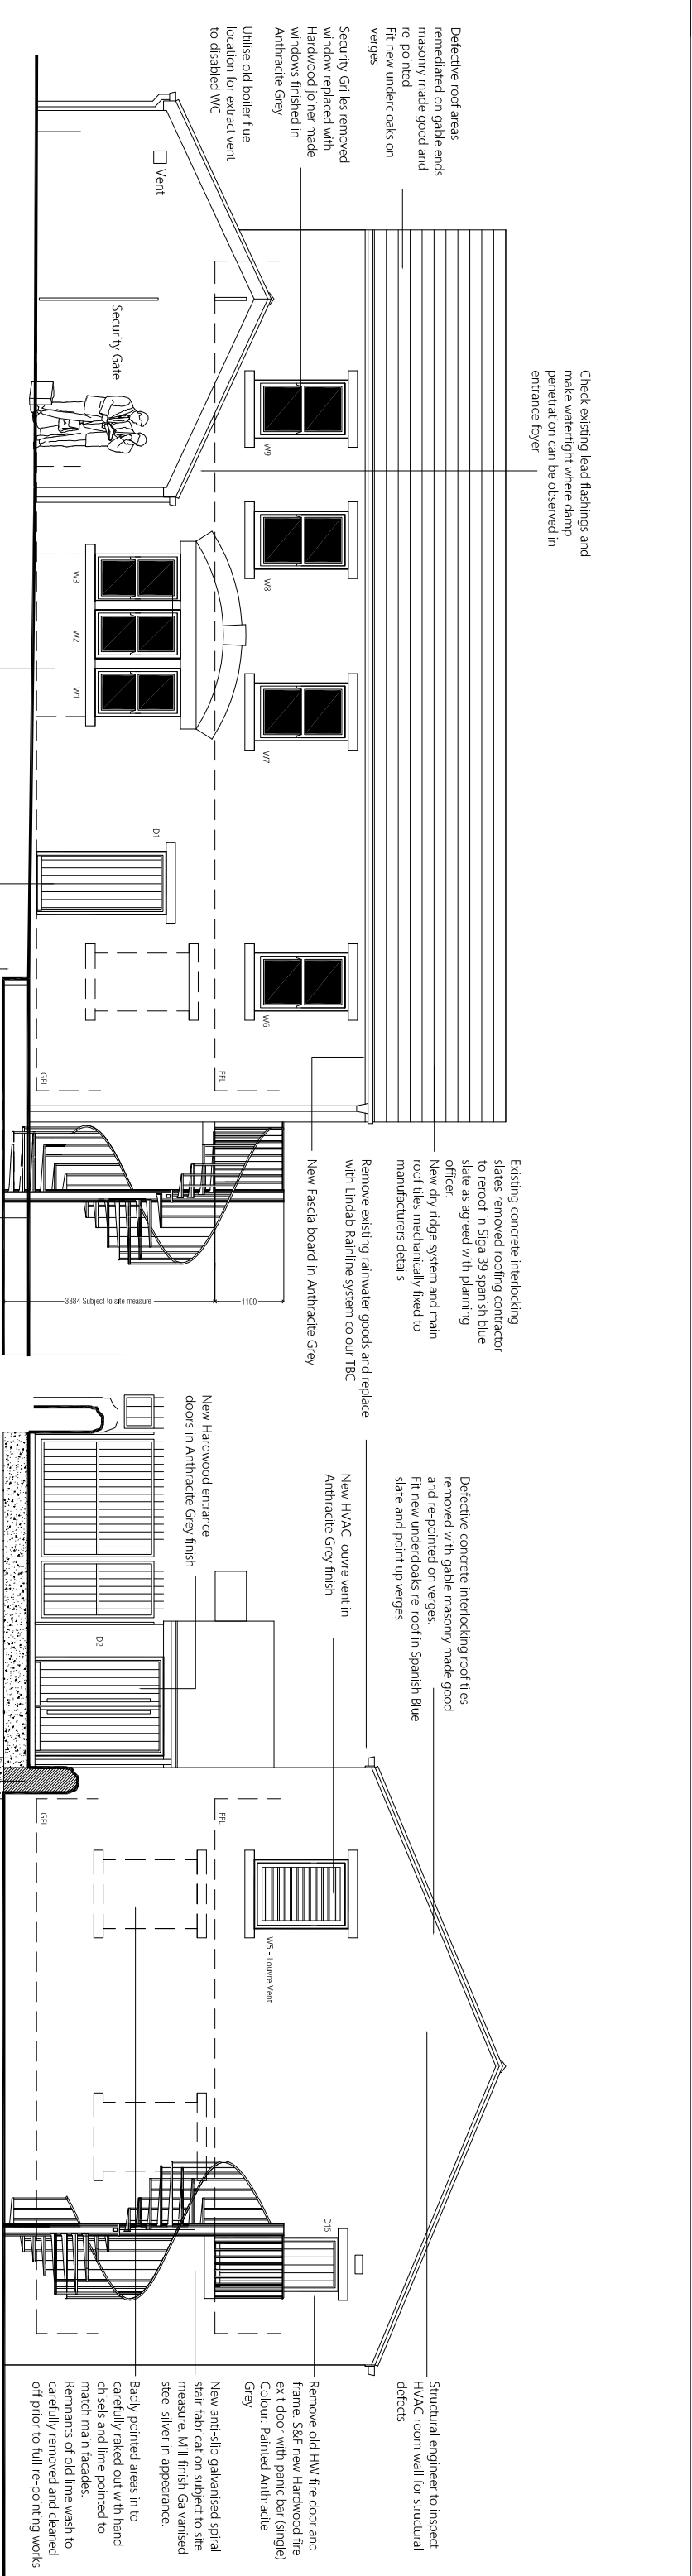 Defective roof areas
remediated on gable ends
masonry made good and
re-pointed
Fit new undercloaks on
verges
Security Grilles removed
window replaced with
Hardwood joiner made
windows finished in
Anthracite Grey
Utilise old boiler flue
location for extract vent
to disabled WC
Vent
Security Gate
Check existing lead flashings and
make watertight where damp
penetration can be observed in
entrance foyer
W9
W8
W7
W6
W3
W2
W1
D1
FFL
GFL
Existing concrete interlocking
slates removed roofing contractor
to reroof in Siga 39 spanish blue
slate as agreed with planning
officer.
New dry ridge system and main
roof tiles mechanically fixed to
manufacturers details
Remove existing rainwater goods and replace
with Lindab Rainline system colour TBC
New Fascia board in Anthracite Grey
1100
3384 Subject to site measure
Defective concrete interlocking roof tiles
removed with gable masonry made good
and re-pointed on verges.
Fit new undercloaks re-roof in Spanish Blue
slate and point up verges
New HVAC louvre vent in
Anthracite Grey finish
New Hardwood entrance
doors in Anthracite Grey finish
D2
FFL
GFL
W5 - Louvre Vent
D16
Structural engineer to inspect
HVAC room wall for structural
defects
Remove old HW fire door and
frame. S&F new Hardwood fire
exit door with panic bar (single)
Colour: Painted Anthracite
Grey
New anti-slip galvanised spiral
stair fabrication subject to site
measure. Mill finish Galvanised
steel silver in appearance.
Badly pointed areas in to
carefully raked out with hand
chisels and lime pointed to
match main facades.
Remnants of old lime wash to
carefully removed and cleaned
off prior to full re-pointing works